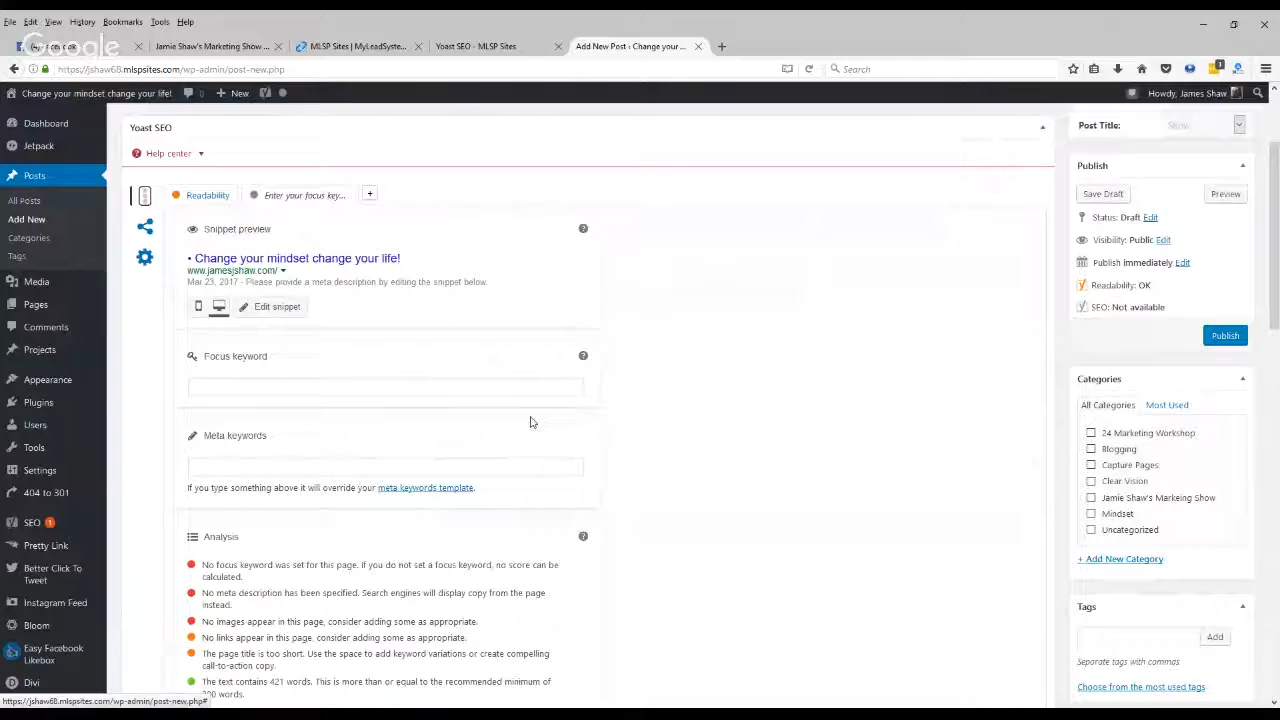 File Edit View History Bookmarks Tools Help
Google
Jamie Shaw's Marketing Show ... MLSP Sites | MyLeadSystem... Yoast SEO - MLSP Sites Add New Post ‹ Change your ...
https://jshaw68.mlspsites.com/wp-admin/post-new.php Search
Change your mindset change your life! 0 New Howdy, James Shaw
Dashboard
Jetpack
Posts
All Posts
Add New
Categories
Tags
Media
Pages
Comments
Projects
Appearance
Plugins
Users
Tools
Settings
404 to 301
SEO 1
Pretty Link
Better Click To
Tweet
Instagram Feed
Bloom
Easy Facebook
Likebox
Divi
https://jshaw68.mlspsites.com/wp-admin/post-new.php#
Yoast SEO
Help center
Readability Enter your focus key... +
Snippet preview
• Change your mindset change your life!
www.jamesjshaw.com/
Mar 23, 2017 - Please provide a meta description by editing the snippet below.
Edit snippet
Focus keyword
Meta keywords
If you type something above it will override your meta keywords template.
Analysis
No focus keyword was set for this page. If you do not set a focus keyword, no score can be
calculated.
No meta description has been specified. Search engines will display copy from the page
instead.
No images appear in this page, consider adding some as appropriate.
No links appear in this page, consider adding some as appropriate.
The page title is too short. Use the space to add keyword variations or create compelling
call-to-action copy.
The text contains 421 words. This is more than or equal to the recommended minimum of
300 words.
Post Title: Show
Publish
Save Draft Preview
Status: Draft Edit
Visibility: Public Edit
Publish immediately Edit
Readability: OK
SEO: Not available
Publish
Categories
All Categories Most Used
24 Marketing Workshop
Blogging
Capture Pages
Clear Vision
Jamie Shaw's Markeing Show
Mindset
Uncategorized
+ Add New Category
Tags
Add
Separate tags with commas
Choose from the most used tags